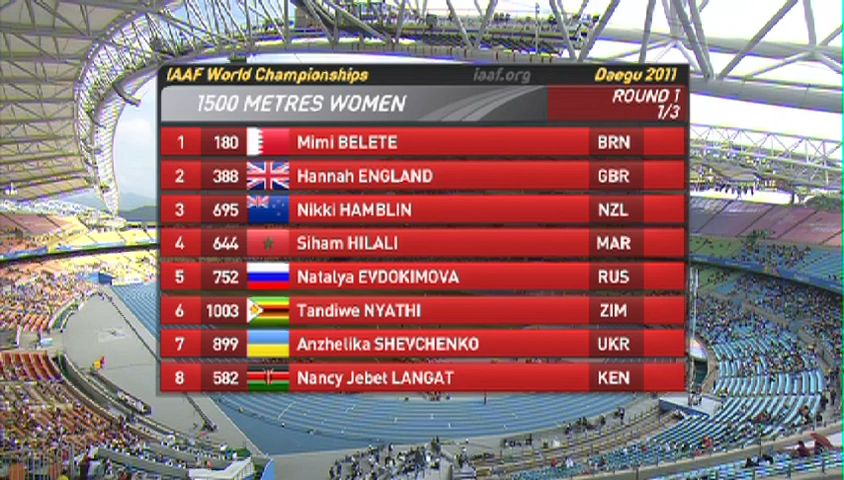 IAAF World Championships iaaf.org Daegu 2011
1500 METRES WOMEN ROUND 1
1/3
1 180 Mimi BELETE BRN
2 388 Hannah ENGLAND GBR
3 695 Nikki HAMBLIN NZL
4 644 Siham HILALI MAR
5 752 Natalya EVDOKIMOVA RUS
6 1003 Tandiwe NYATHI ZIM
7 899 Anzhelika SHEVCHENKO UKR
8 582 Nancy Jebet LANGAT KEN